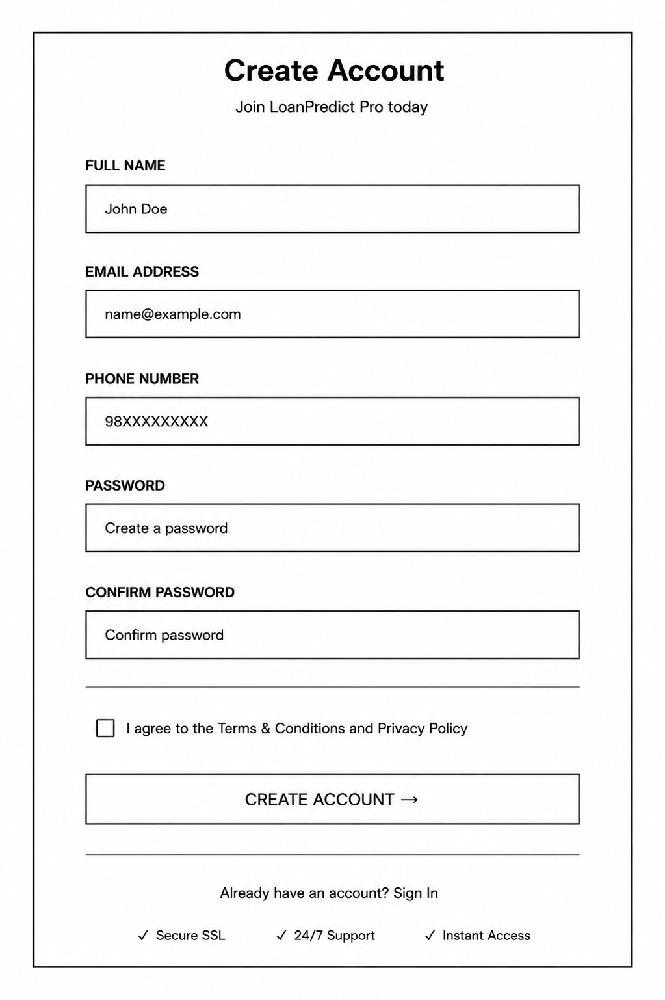 Create Account
Join LoanPredict Pro today
FULL NAME
John Doe
EMAIL ADDRESS
name@example.com
PHONE NUMBER
98XXXXXXXXX
PASSWORD
Create a password
CONFIRM PASSWORD
Confirm password
I agree to the Terms & Conditions and Privacy Policy
CREATE ACCOUNT →
Already have an account? Sign In
✓ Secure SSL ✓ 24/7 Support ✓ Instant Access